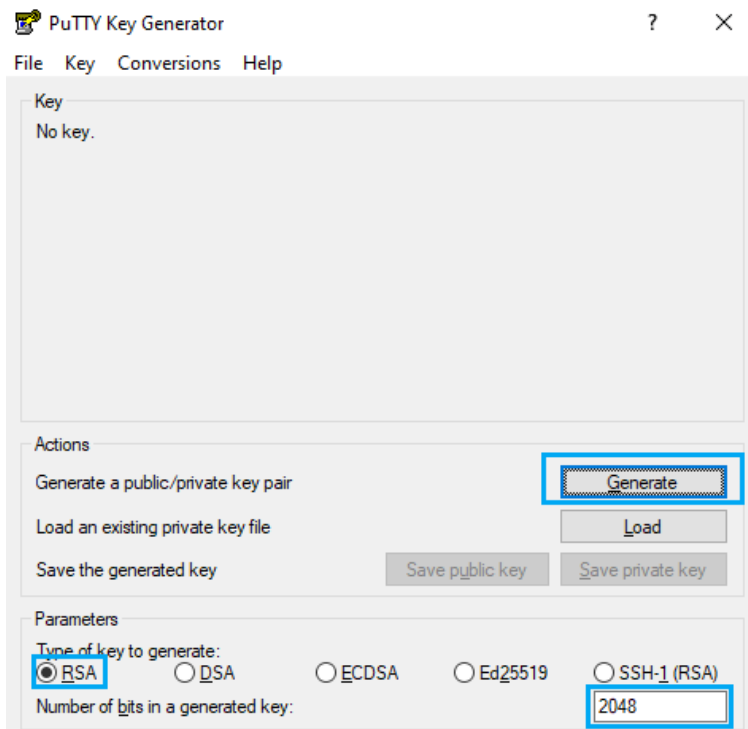 PuTTY Key Generator ?
File Key Conversions Help
Key
No key.
Actions
Generate a public/private key pair Generate
Load an existing private key file Load
Save the generated key Save public key Save private key
Parameters
Type of key to generate:
RSA DSA ECDSA Ed25519 SSH-1 (RSA)
Number of bits in a generated key: 2048